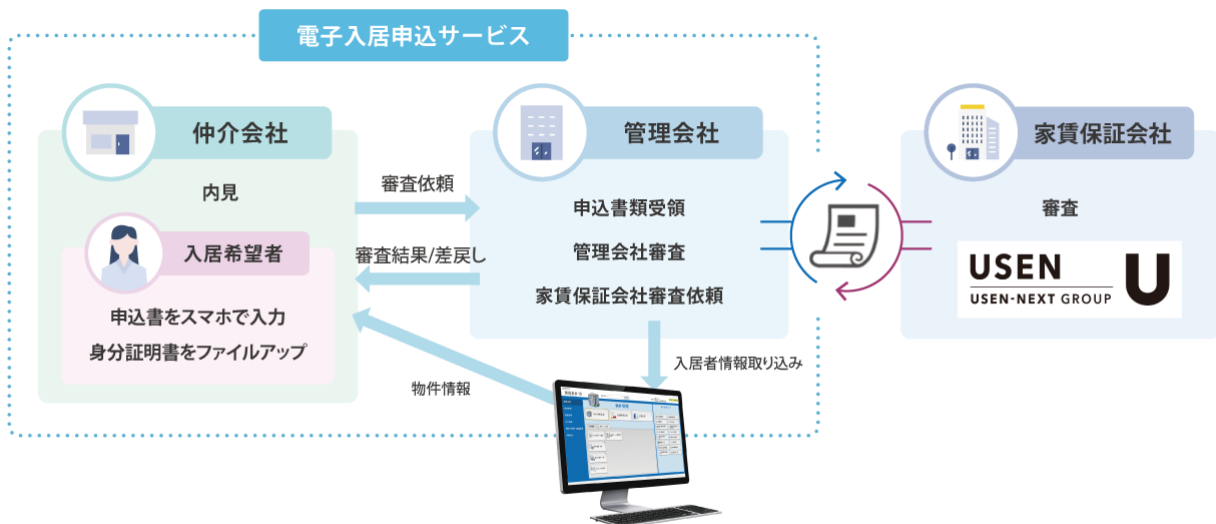 電子入居申込サービス
仲介会社
内見
入居希望者
申込書をスマホで入力
身分証明書をファイルアップ
審査依頼
審査結果/差戻し
物件情報
管理会社
申込書類受領
管理会社審査
家賃保証会社審査依頼
入居者情報取り込み
家賃保証会社
審査
USEN
USEN-NEXT GROUP
U